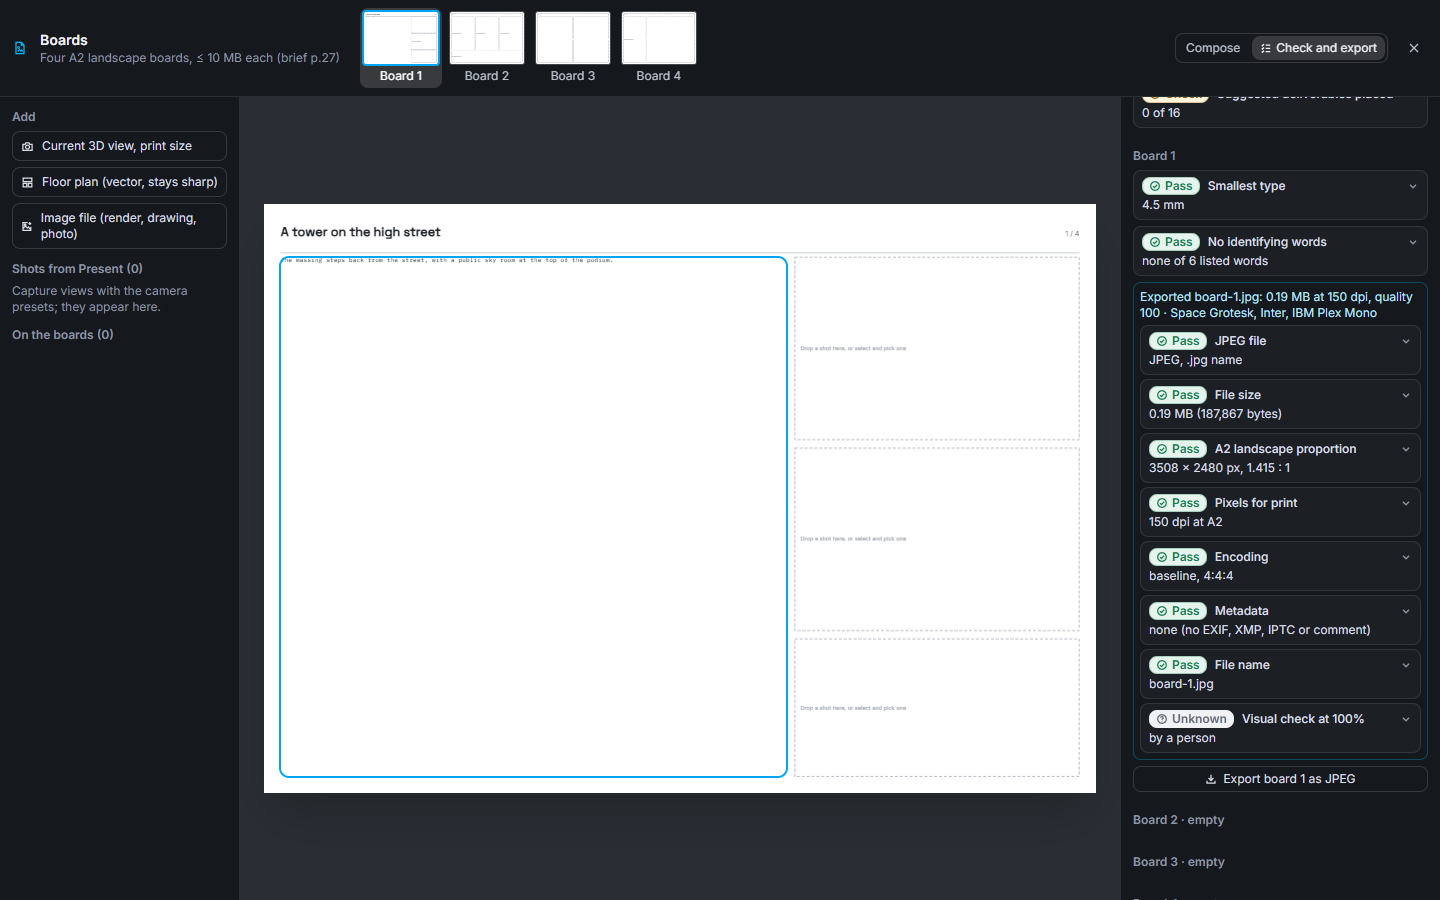 Boards
Four A2 landscape boards, ≤ 10 MB each (brief p.27)
Board 1
Board 2
Board 3
Board 4
Compose
Check and export
Add
Current 3D view, print size
Floor plan (vector, stays sharp)
Image file (render, drawing,
photo)
Shots from Present (0)
Capture views with the camera
presets; they appear here.
On the boards (0)
A tower on the high street
1 / 4
massing steps back from the street, with a public sky room at the top of the podium.
Drop a shot here, or select and pick one
Drop a shot here, or select and pick one
Drop a shot here, or select and pick one
0 of 16
Board 1
Pass Smallest type
4.5 mm
Pass No identifying words
none of 6 listed words
Exported board-1.jpg: 0.19 MB at 150 dpi, quality
100 · Space Grotesk, Inter, IBM Plex Mono
Pass JPEG file
JPEG, .jpg name
Pass File size
0.19 MB (187,867 bytes)
Pass A2 landscape proportion
3508 × 2480 px, 1.415 : 1
Pass Pixels for print
150 dpi at A2
Pass Encoding
baseline, 4:4:4
Pass Metadata
none (no EXIF, XMP, IPTC or comment)
Pass File name
board-1.jpg
Unknown Visual check at 100%
by a person
Export board 1 as JPEG
Board 2 · empty
Board 3 · empty